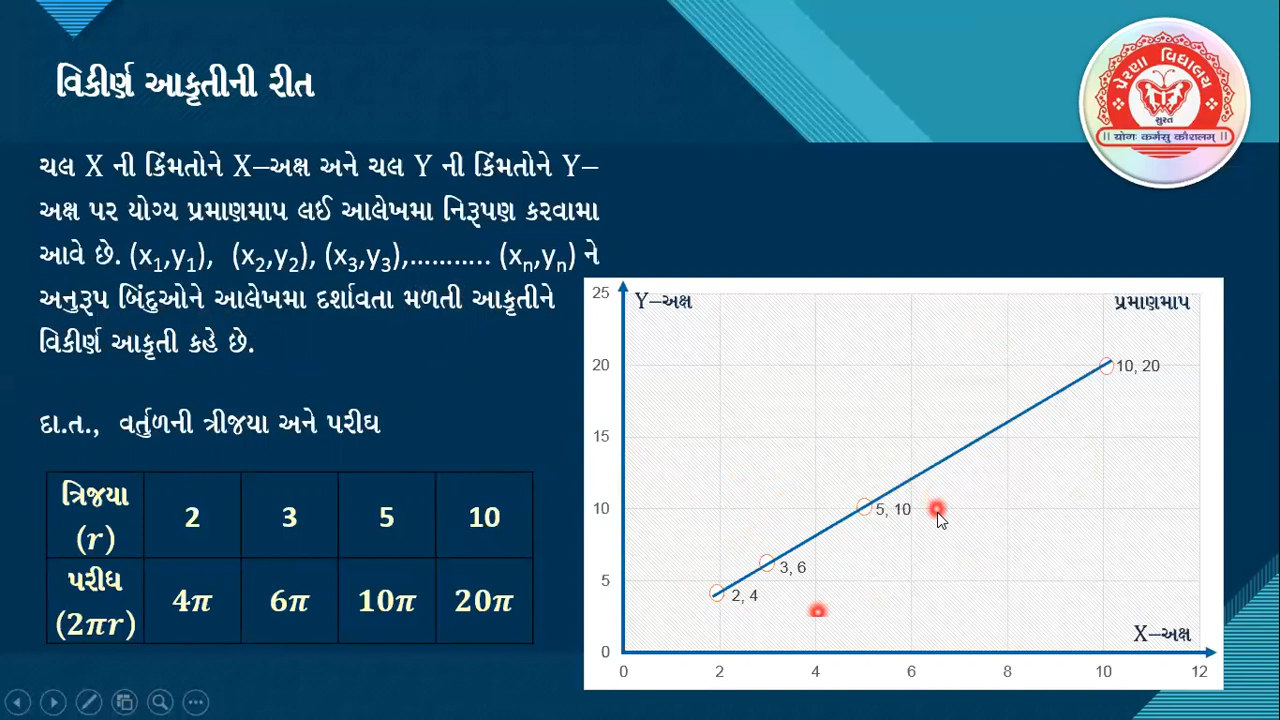 વિકીર્ણ આકૃતીની રીત
પ્રેરણા વિદ્યાલય
સુરત
॥ યોગઃ કર્મસુ કૌશલમ્ ॥
ચલ X ની કિંમતોને X–અક્ષ અને ચલ Y ની કિંમતોને Y–
અક્ષ પર યોગ્ય પ્રમાણમાપ લઈ આલેખમા નિરૂપણ કરવામા
આવે છે. (x₁,y₁), (x₂,y₂), (x₃,y₃),........... (xₙ,yₙ) ને
અનુરૂપ બિંદુઓને આલેખમા દર્શાવતા મળતી આકૃતીને
વિકીર્ણ આકૃતી કહે છે.
દા.ત., વર્તુળની ત્રીજયા અને પરીઘ
ત્રિજયા (r) 2 3 5 10
પરીઘ (2πr) 4π 6π 10π 20π
Y–અક્ષ
પ્રમાણમાપ
25
20
15
10
5
0
10, 20
5, 10
3, 6
2, 4
X–અક્ષ
0 2 4 6 8 10 12